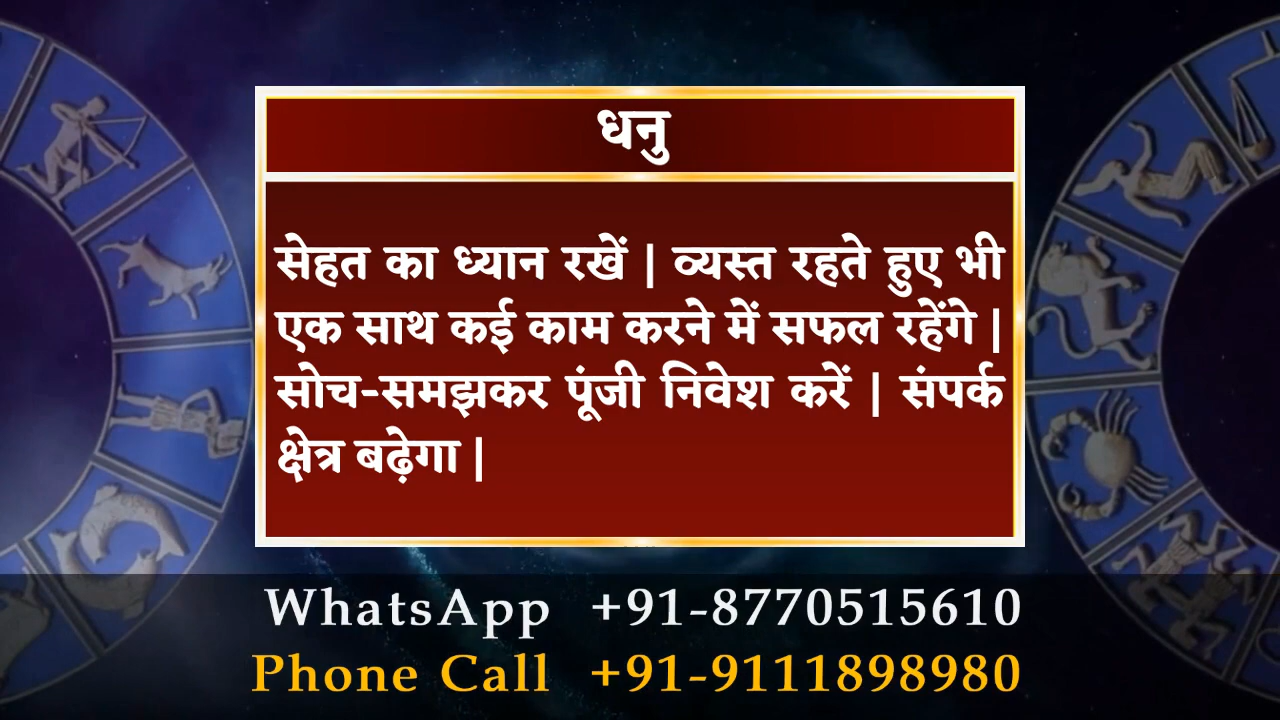 धनु
सेहत का ध्यान रखें | व्यस्त रहते हुए भी
एक साथ कई काम करने में सफल रहेंगे |
सोच-समझकर पूंजी निवेश करें | संपर्क
क्षेत्र बढ़ेगा |
WhatsApp +91-8770515610
Phone Call +91-9111898980